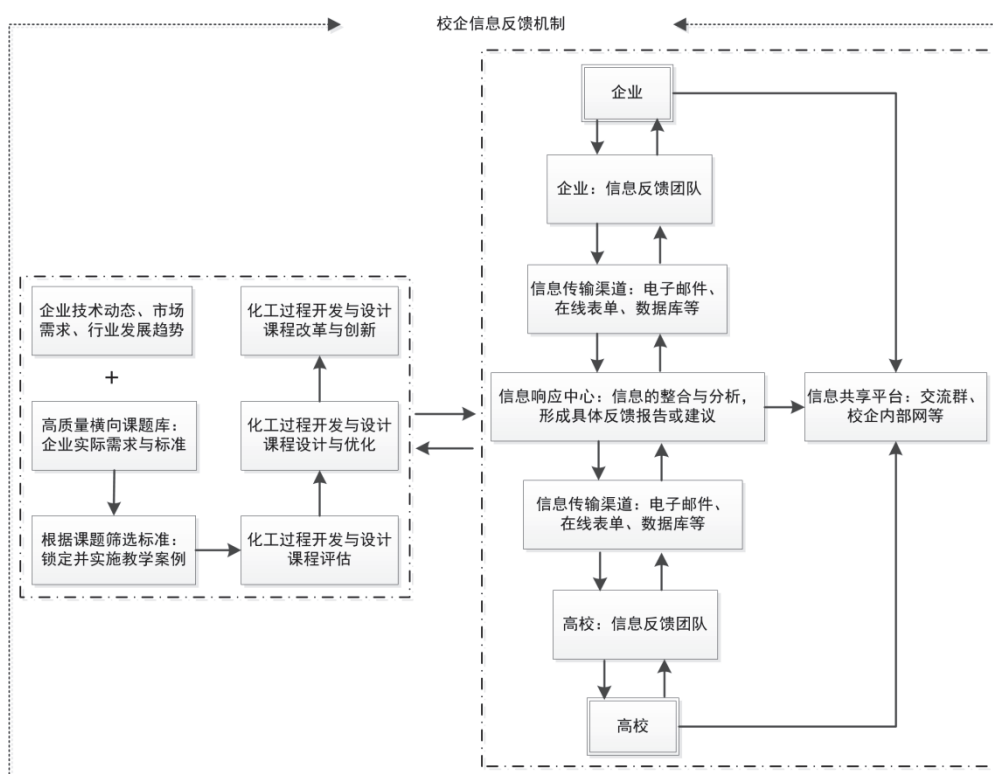 校企信息反馈机制
企业技术动态、市场
需求、行业发展趋势
+
高质量横向课题库：
企业实际需求与标准
根据课题筛选标准：
锁定并实施教学案例
化工过程开发与设计
课程改革与创新
化工过程开发与设计
课程设计与优化
化工过程开发与设计
课程评估
企业
企业：信息反馈团队
信息传输渠道：电子邮件、
在线表单、数据库等
信息响应中心：信息的整合与分析，
形成具体反馈报告或建议
信息传输渠道：电子邮件、
在线表单、数据库等
高校：信息反馈团队
高校
信息共享平台：交流群、
校企内部网等